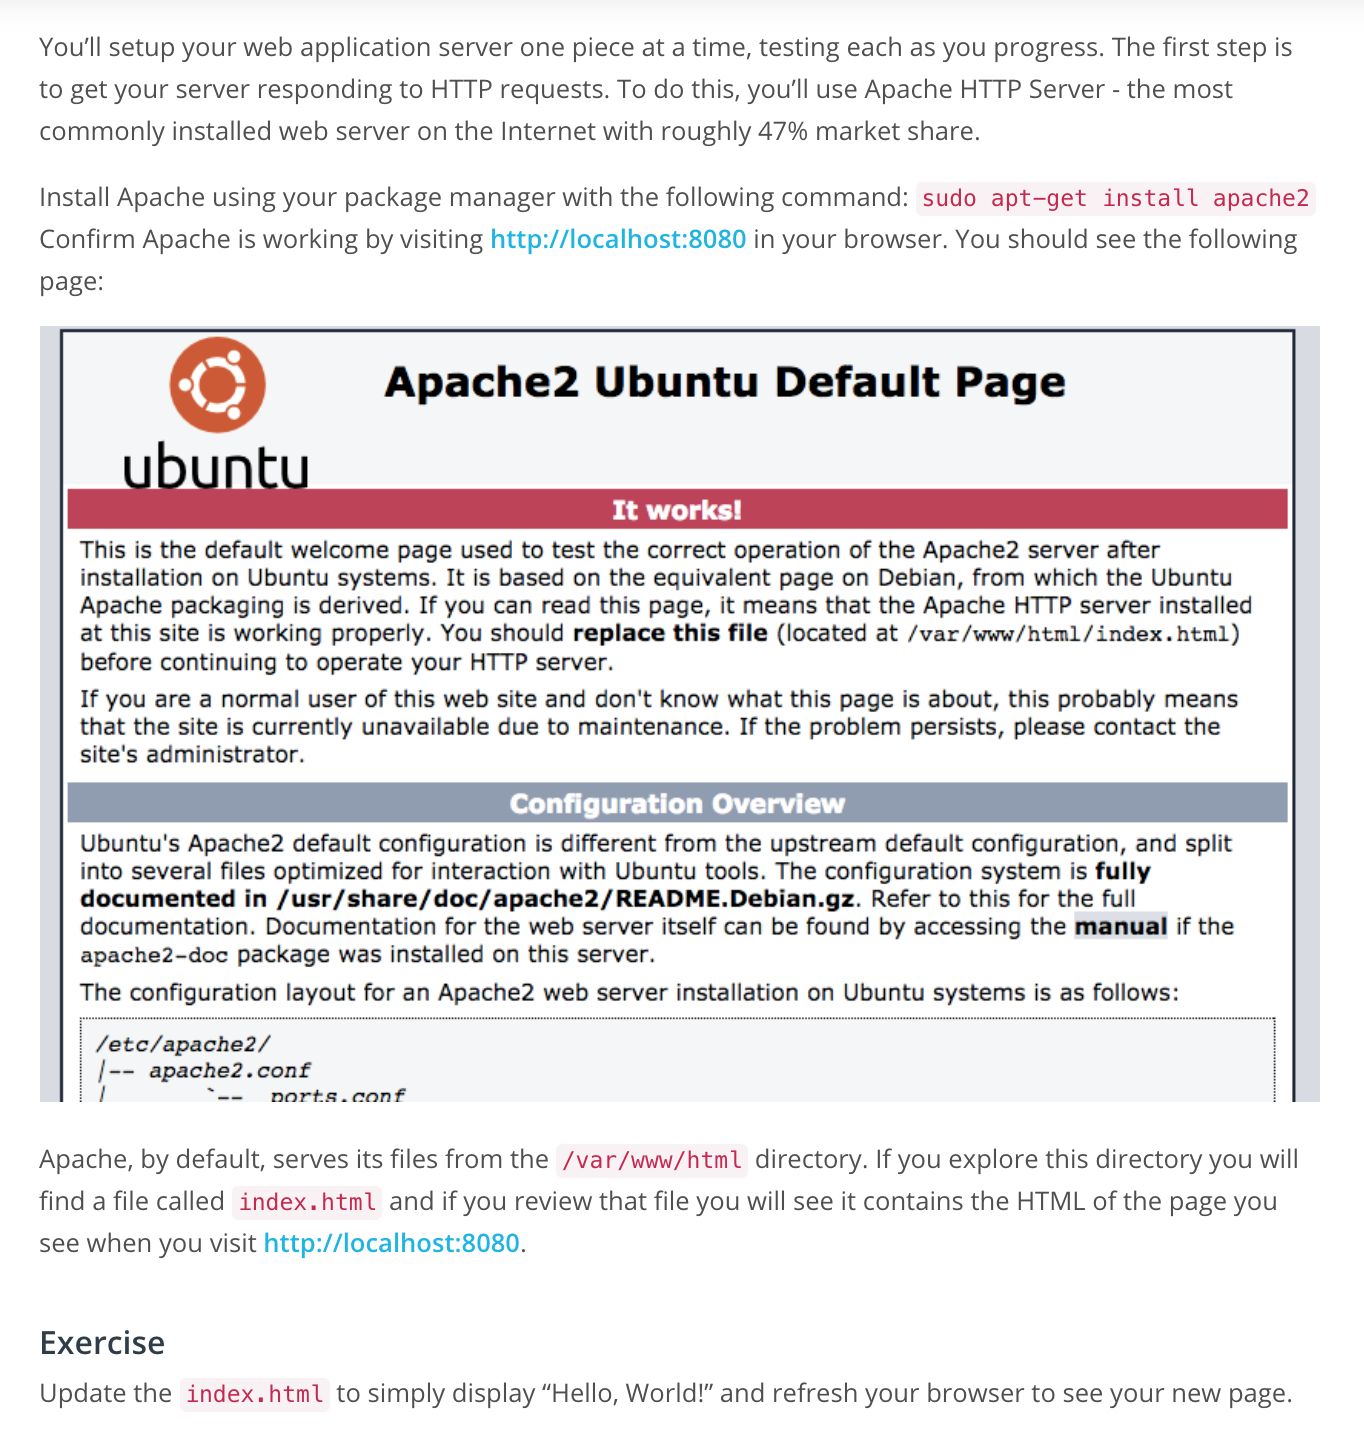 You’ll setup your web application server one piece at a time, testing each as you progress. The first step is
to get your server responding to HTTP requests. To do this, you’ll use Apache HTTP Server - the most
commonly installed web server on the Internet with roughly 47% market share.
Install Apache using your package manager with the following command: sudo apt-get install apache2
Confirm Apache is working by visiting http://localhost:8080 in your browser. You should see the following
page:
Apache2 Ubuntu Default Page
ubuntu
It works!
This is the default welcome page used to test the correct operation of the Apache2 server after
installation on Ubuntu systems. It is based on the equivalent page on Debian, from which the Ubuntu
Apache packaging is derived. If you can read this page, it means that the Apache HTTP server installed
at this site is working properly. You should replace this file (located at /var/www/html/index.html)
before continuing to operate your HTTP server.
If you are a normal user of this web site and don't know what this page is about, this probably means
that the site is currently unavailable due to maintenance. If the problem persists, please contact the
site's administrator.
Configuration Overview
Ubuntu's Apache2 default configuration is different from the upstream default configuration, and split
into several files optimized for interaction with Ubuntu tools. The configuration system is fully
documented in /usr/share/doc/apache2/README.Debian.gz. Refer to this for the full
documentation. Documentation for the web server itself can be found by accessing the manual if the
apache2-doc package was installed on this server.
The configuration layout for an Apache2 web server installation on Ubuntu systems is as follows:
/etc/apache2/
|-- apache2.conf
|       `-- ports.conf
Apache, by default, serves its files from the /var/www/html directory. If you explore this directory you will
find a file called index.html and if you review that file you will see it contains the HTML of the page you
see when you visit http://localhost:8080.
Exercise
Update the index.html to simply display “Hello, World!” and refresh your browser to see your new page.